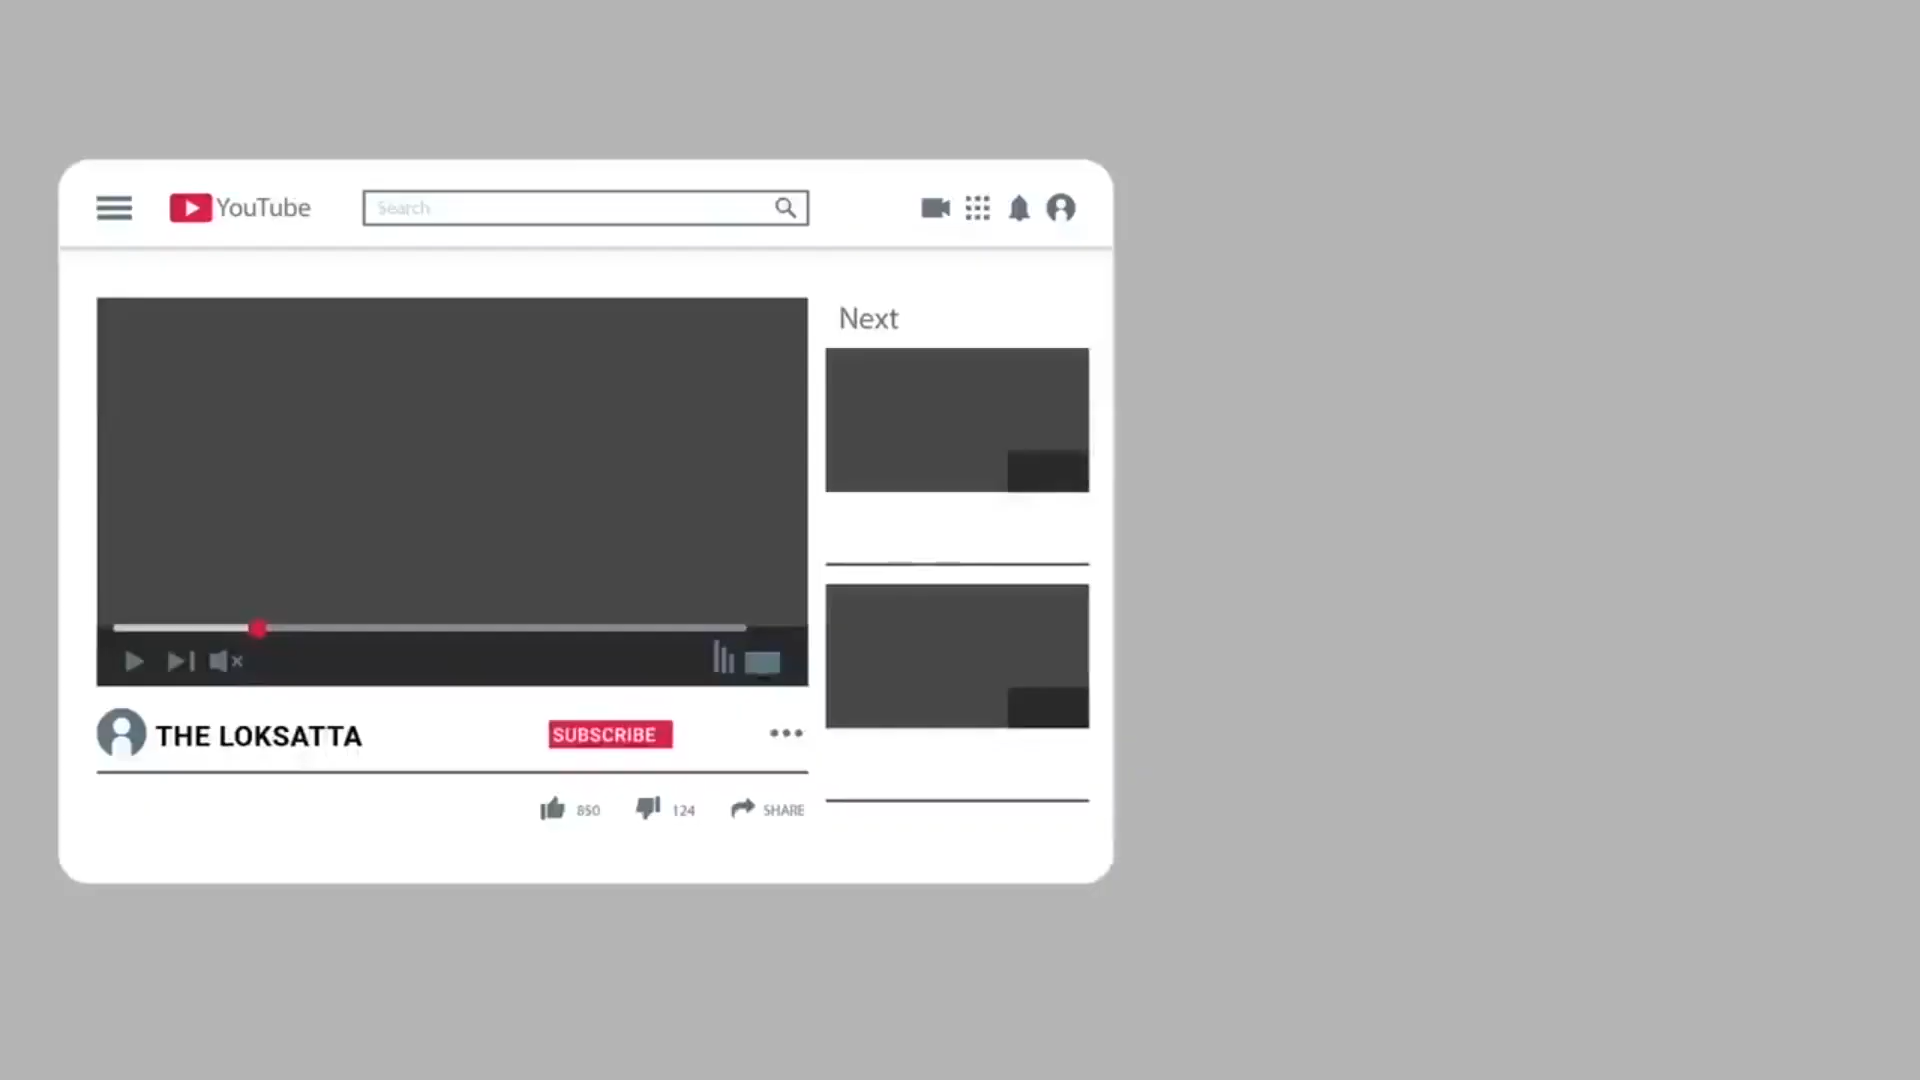 YouTube
Search
Next
THE LOKSATTA
SUBSCRIBE
850
124
SHARE